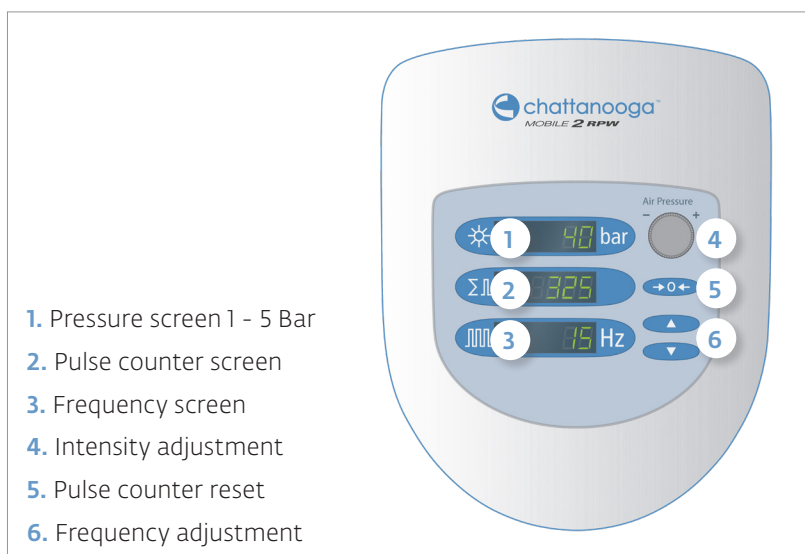 chattanooga™
MOBILE 2 RPW
Air Pressure
- +
1 40 bar 4
Σ 2 325 →0← 5
3 15 Hz ▲ ▼ 6
1. Pressure screen 1 - 5 Bar
2. Pulse counter screen
3. Frequency screen
4. Intensity adjustment
5. Pulse counter reset
6. Frequency adjustment